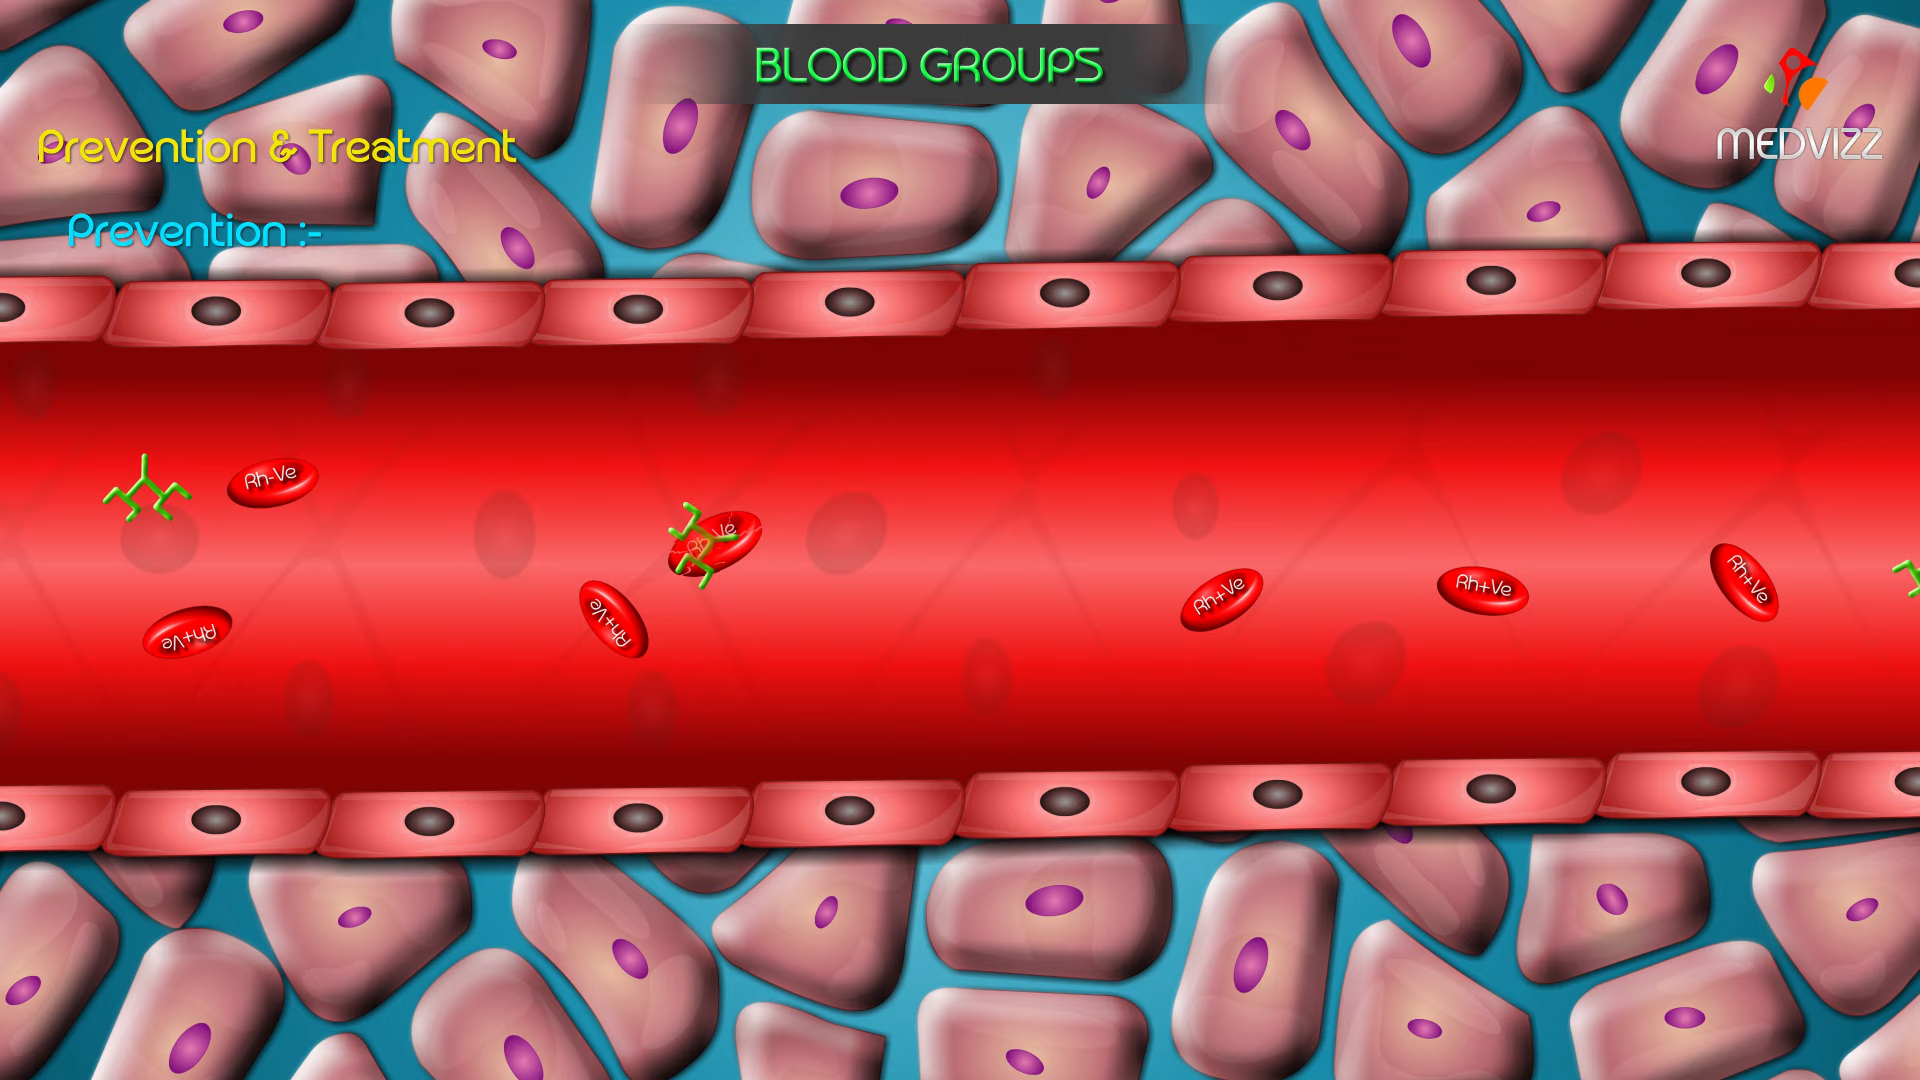 BLOOD GROUPS
MEDVIZZ
Prevention & Treatment
Prevention :-
Rh-Ve
Rh+Ve
Rh+Ve
Rh+Ve
Rh+Ve
Rh+Ve